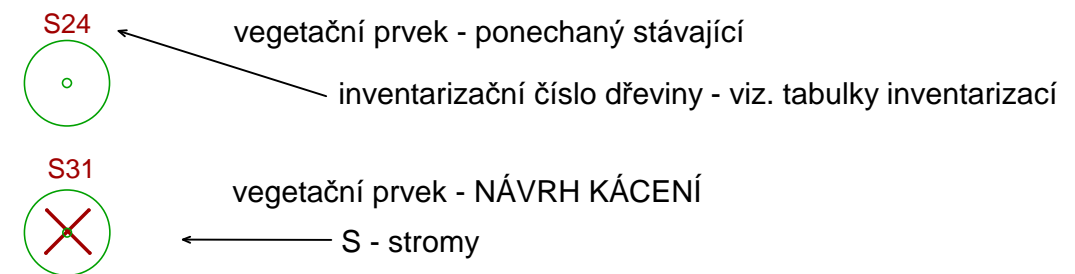 S24
vegetační prvek - ponechaný stávající
inventarizační číslo dřeviny - viz. tabulky inventarizací
S31
vegetační prvek - NÁVRH KÁCENÍ
S - stromy